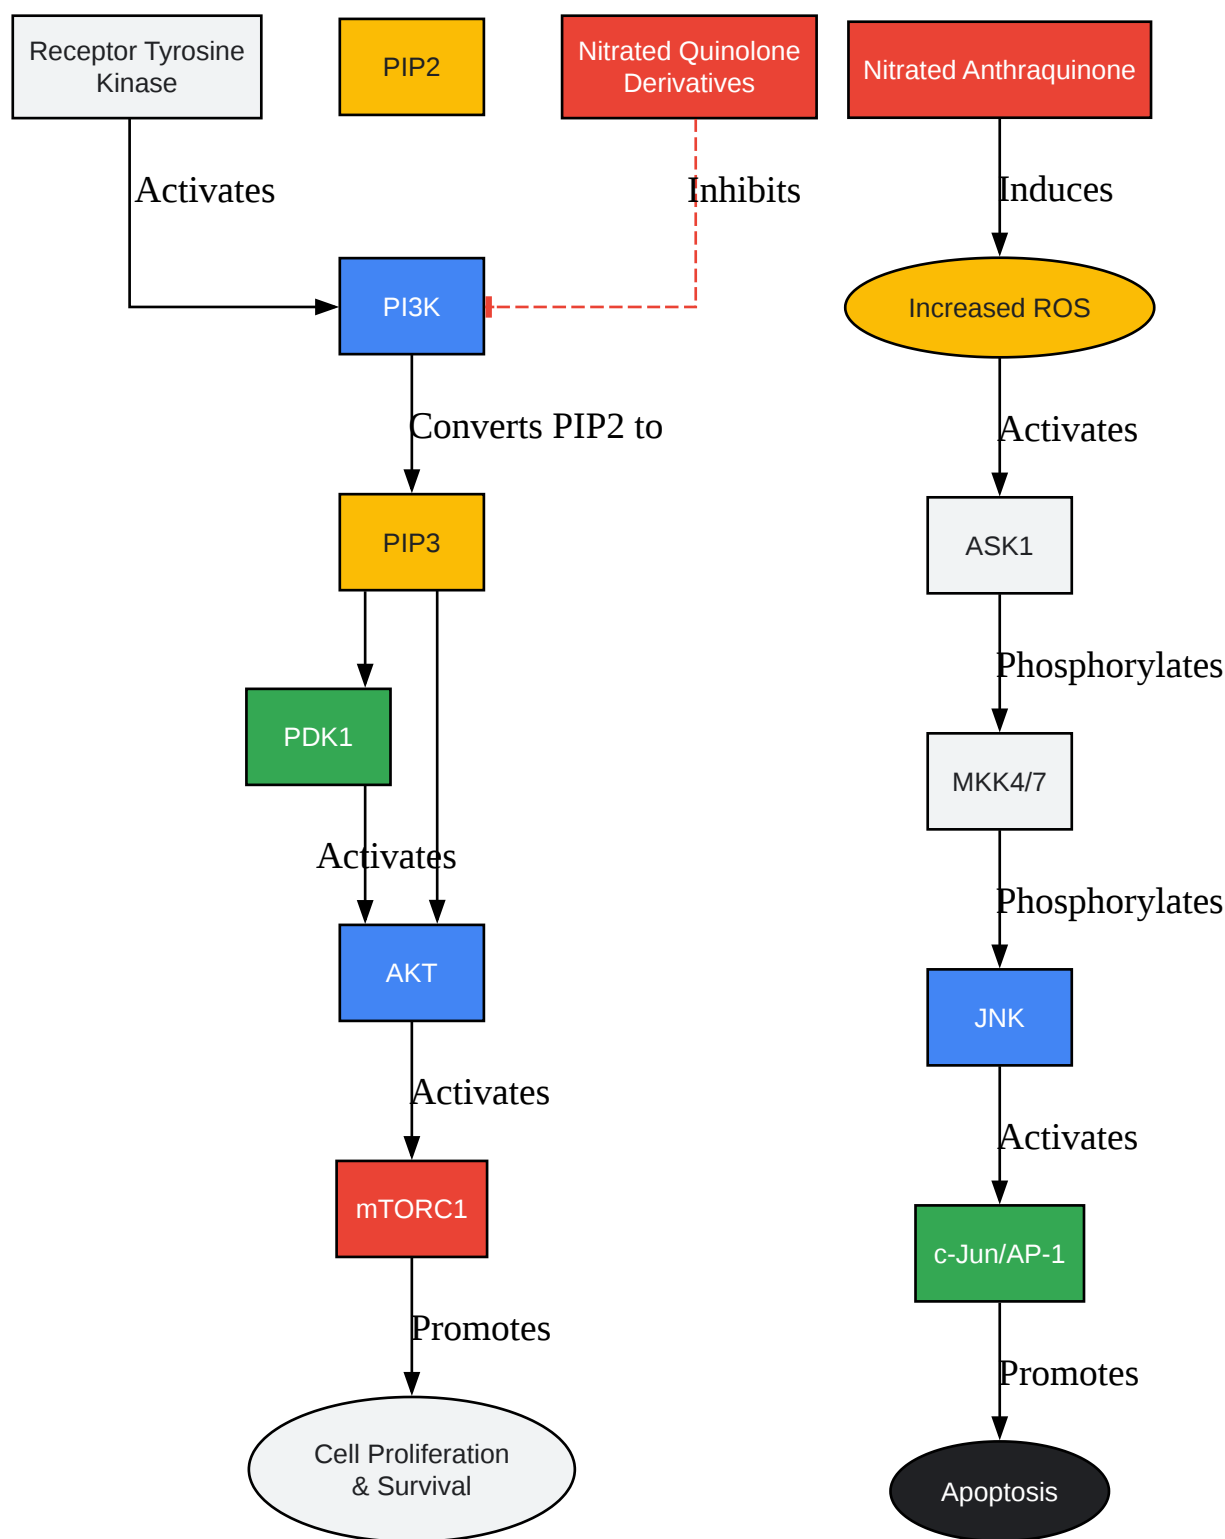 Receptor Tyrosine
Kinase
PIP2
Nitrated Quinolone
Derivatives
Nitrated Anthraquinone
Activates
Inhibits
Induces
PI3K
Increased ROS
Converts PIP2 to
Activates
PIP3
ASK1
Phosphorylates
PDK1
MKK4/7
Activates
Phosphorylates
AKT
JNK
Activates
Activates
mTORC1
c-Jun/AP-1
Promotes
Promotes
Cell Proliferation
& Survival
Apoptosis